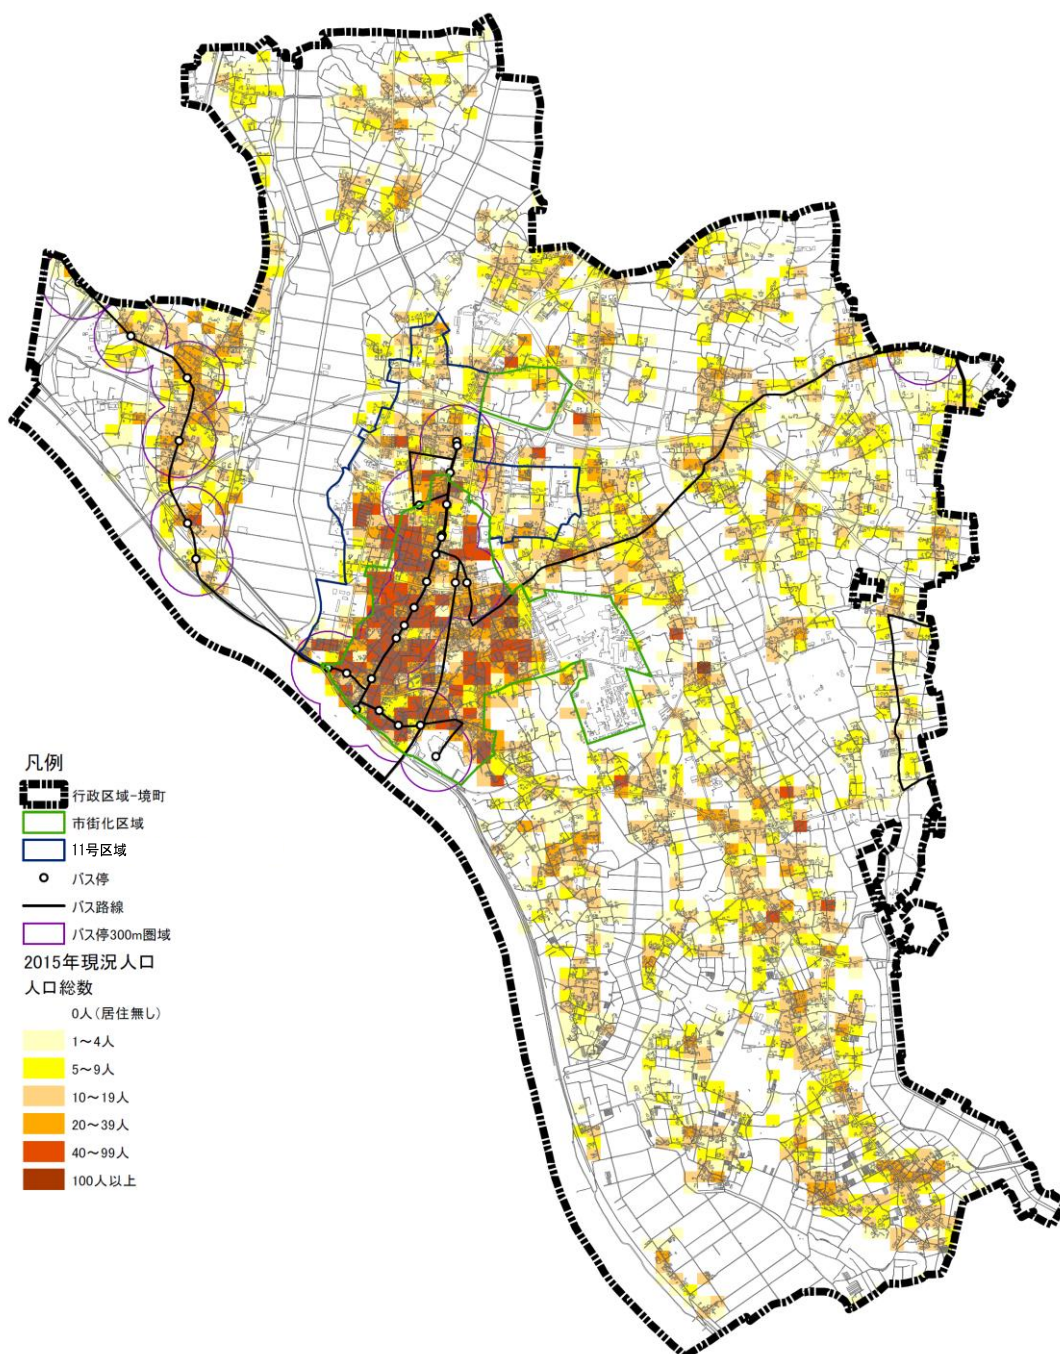 凡例
行政区域-境町
市街化区域
11号区域
バス停
バス路線
バス停300m圏域
2015年現況人口
人口総数
0人(居住無し)
1～4人
5～9人
10～19人
20～39人
40～99人
100人以上